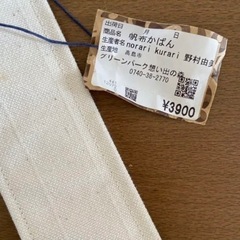 出荷日 月 日
商品名 帆布かばん
生産者名 norari kurari 野村由美
生産地 高島市
グリーンパーク想い出の森
0740-38-2770
¥3900